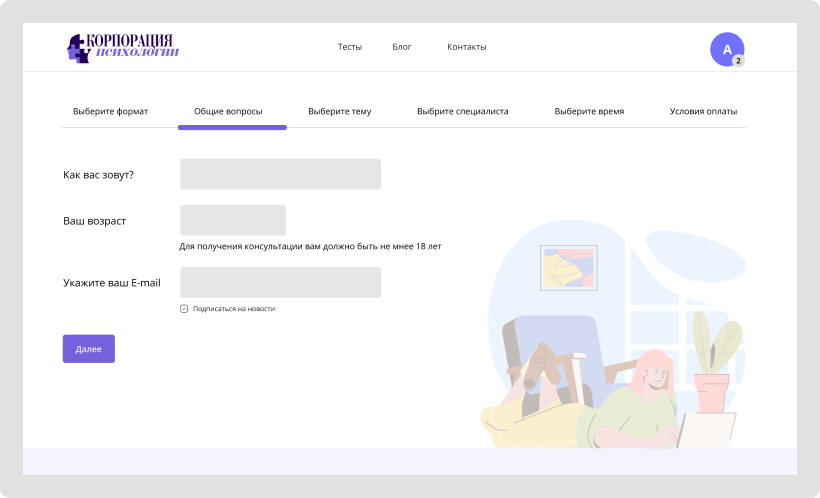 КОРПОРАЦИЯ
ПСИХОЛОГИИ
Тесты Блог Контакты
A
2
Выберите формат Общие вопросы Выберите тему Выбрите специалиста Выберите время Условия оплаты
Как вас зовут?
Ваш возраст
Для получения консультации вам должно быть не мнее 18 лет
Укажите ваш E-mail
Подписаться на новости
Далее